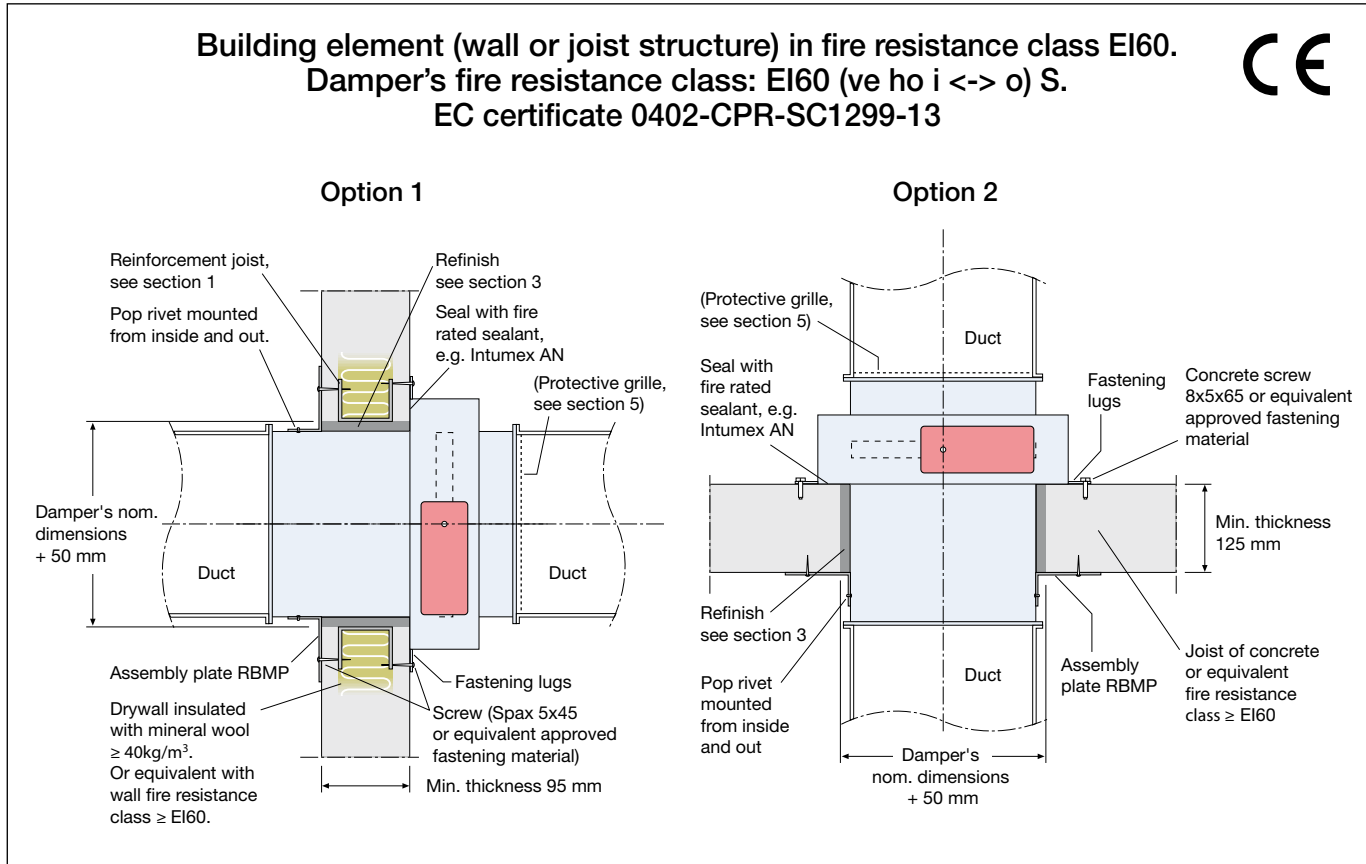 Building element (wall or joist structure) in fire resistance class EI60.
Damper's fire resistance class: EI60 (ve ho i <-> o) S.
EC certificate 0402-CPR-SC1299-13
CE
Option 1
Reinforcement joist,
see section 1
Pop rivet mounted
from inside and out.
Refinish
see section 3
Seal with fire
rated sealant,
e.g. Intumex AN
(Protective grille,
see section 5)
Damper's nom.
dimensions
+ 50 mm
Duct
Duct
Assembly plate RBMP
Drywall insulated
with mineral wool
≥ 40kg/m³.
Or equivalent with
wall fire resistance
class ≥ EI60.
Fastening lugs
Screw (Spax 5x45
or equivalent approved
fastening material)
Min. thickness 95 mm
Option 2
(Protective grille,
see section 5)
Duct
Seal with
fire rated
sealant, e.g.
Intumex AN
Fastening
lugs
Concrete screw
8x5x65 or equivalent
approved fastening
material
Min. thickness
125 mm
Refinish
see section 3
Pop rivet
mounted
from inside
and out
Duct
Assembly
plate RBMP
Joist of concrete
or equivalent
fire resistance
class ≥ EI60
Damper's
nom. dimensions
+ 50 mm